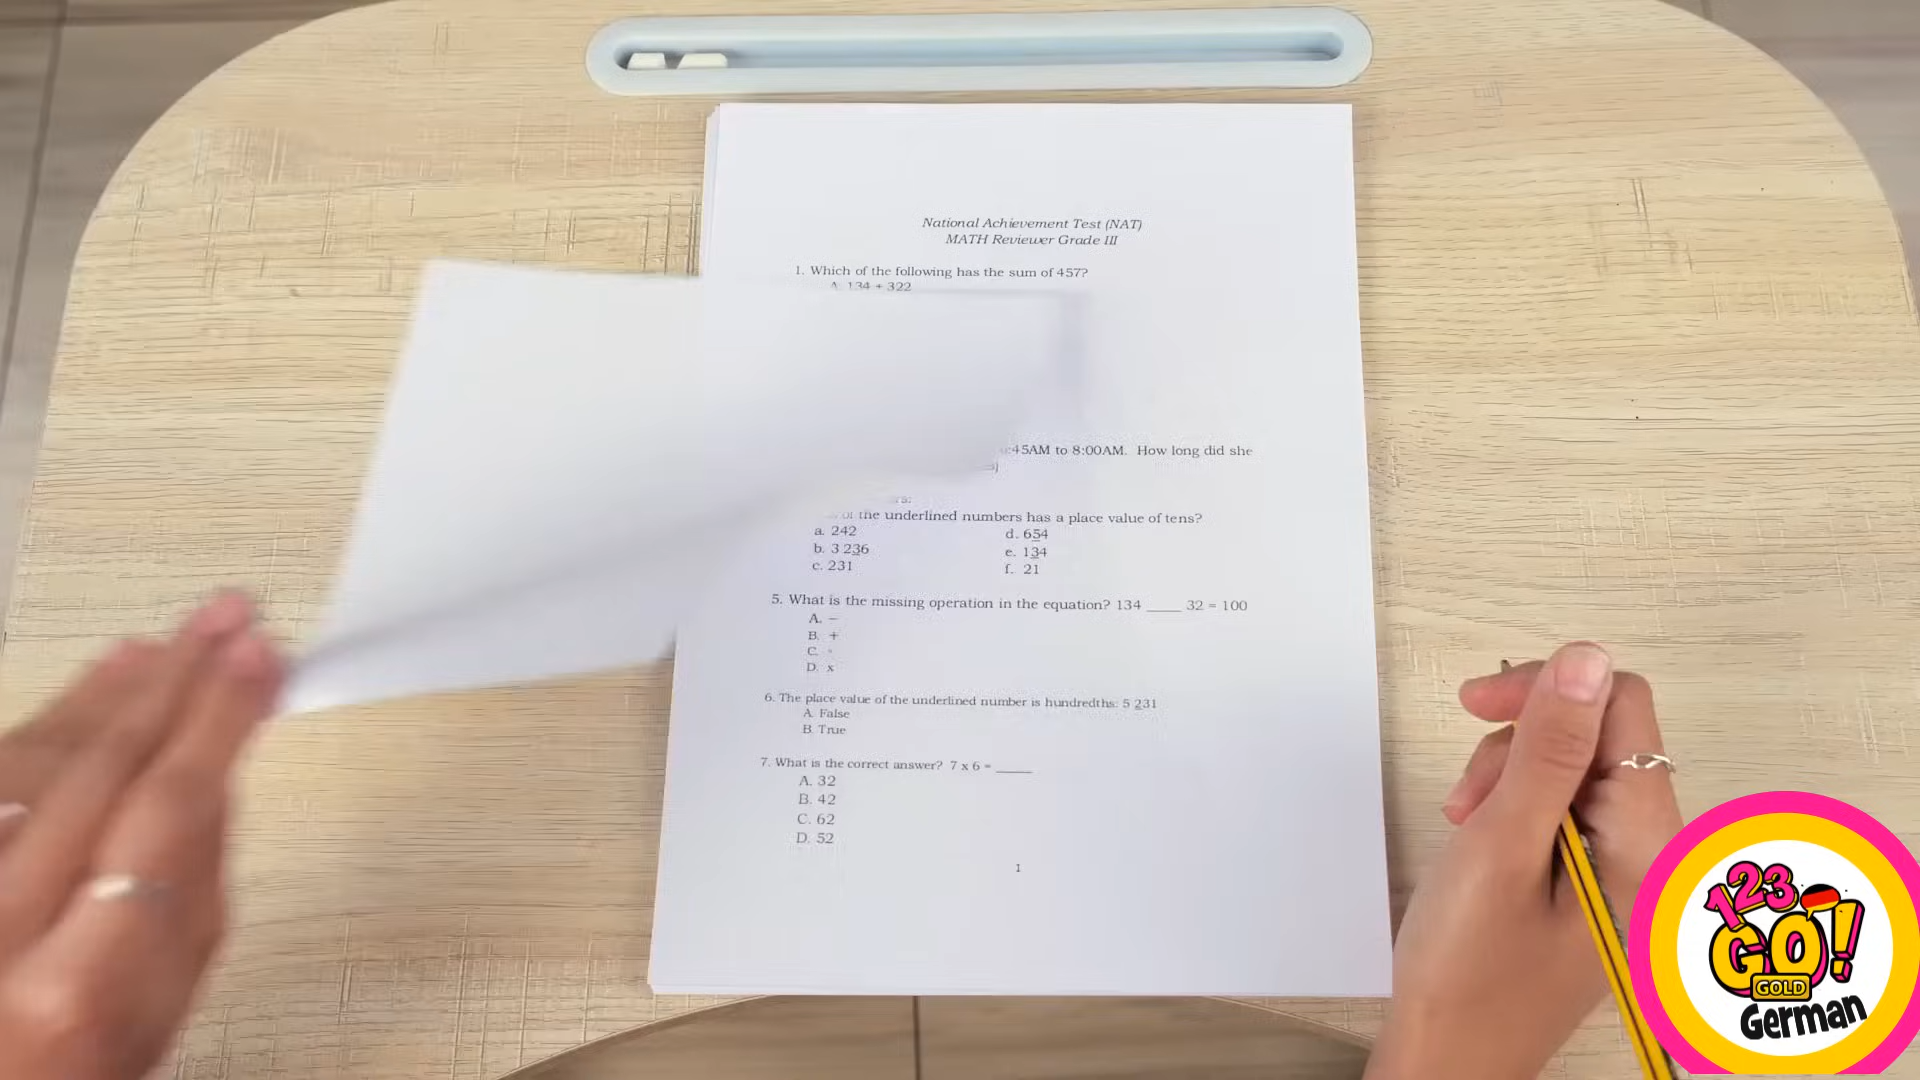 National Achievement Test (NAT)
MATH Reviewer Grade III
1. Which of the following has the sum of 457?
A. 134 + 322
:45AM to 8:00AM. How long did she
the underlined numbers has a place value of tens?
a. 242
d. 654
b. 3 236
e. 134
c. 231
f. 21
5. What is the missing operation in the equation? 134 _____ 32 = 100
A. –
B. +
C.
D. x
6. The place value of the underlined number is hundredths: 5 231
A. False
B. True
7. What is the correct answer? 7 x 6 = _____
A. 32
B. 42
C. 62
D. 52
1
123
GO!
GOLD
German